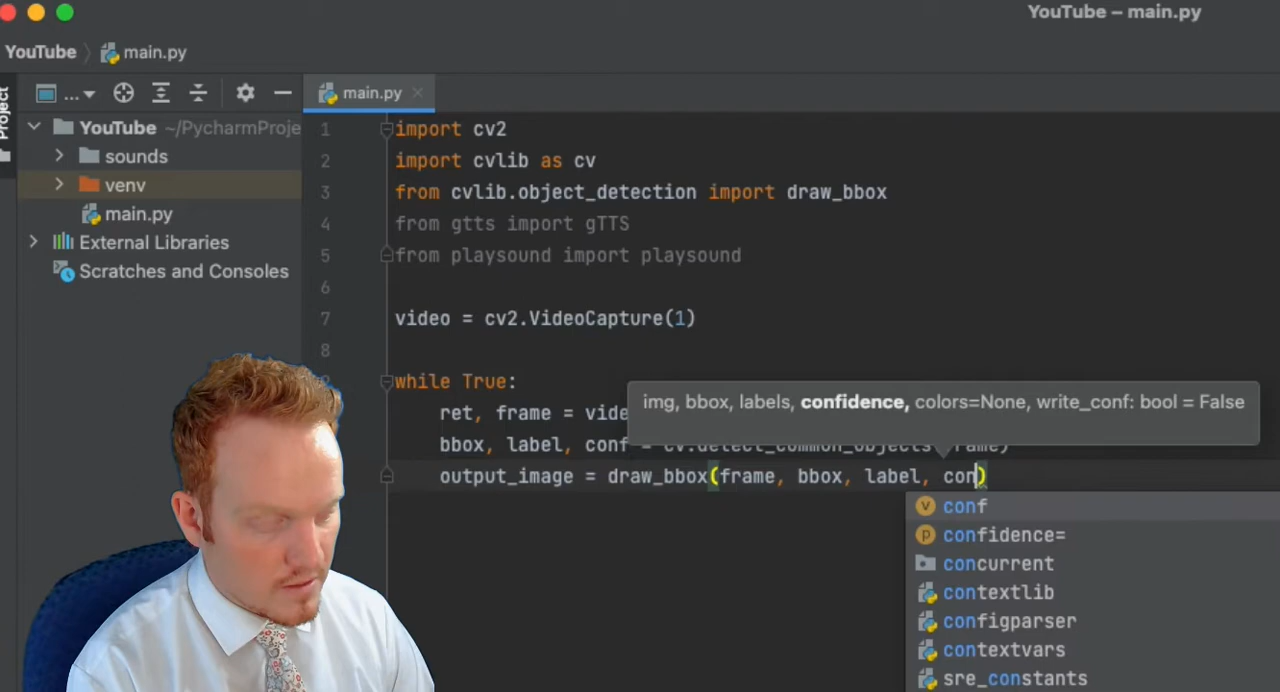 YouTube – main.py
YouTube main.py
Project
...
main.py
YouTube ~/PycharmProje
sounds
venv
main.py
External Libraries
Scratches and Consoles
1 import cv2
2 import cvlib as cv
3 from cvlib.object_detection import draw_bbox
4 from gtts import gTTS
5 from playsound import playsound
6
7 video = cv2.VideoCapture(1)
8
while True:
img, bbox, labels, confidence, colors=None, write_conf: bool = False
ret, frame = vide
bbox, label, conf = cv.detect_common_objects(frame)
output_image = draw_bbox(frame, bbox, label, con)
conf
confidence=
concurrent
contextlib
configparser
contextvars
sre_constants